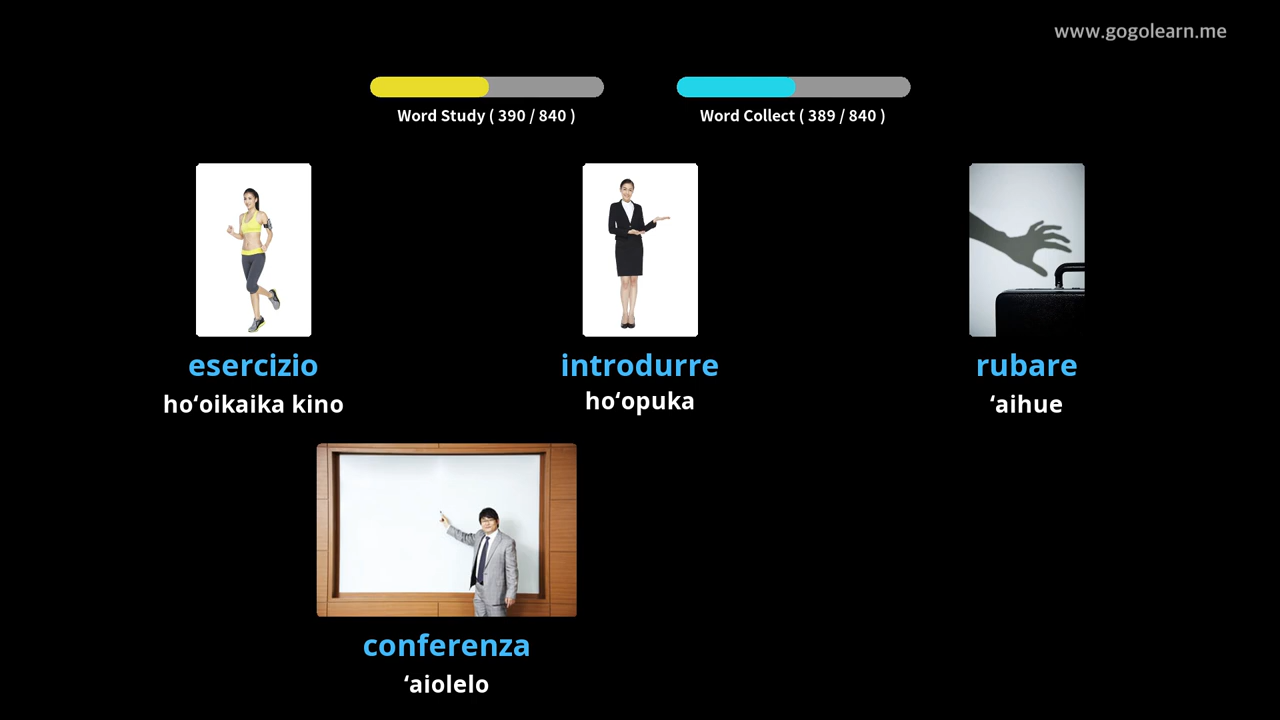 www.gogolearn.me
Word Study ( 390 / 840 )
Word Collect ( 389 / 840 )
esercizio
hoʻoikaika kino
introdurre
hoʻopuka
rubare
ʻaihue
conferenza
ʻaiolelo